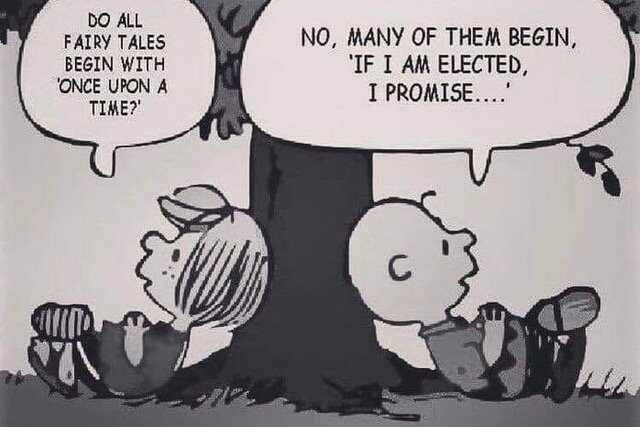 DO ALL
FAIRY TALES
BEGIN WITH
'ONCE UPON A
TIME?'
NO, MANY OF THEM BEGIN,
'IF I AM ELECTED,
I PROMISE....'